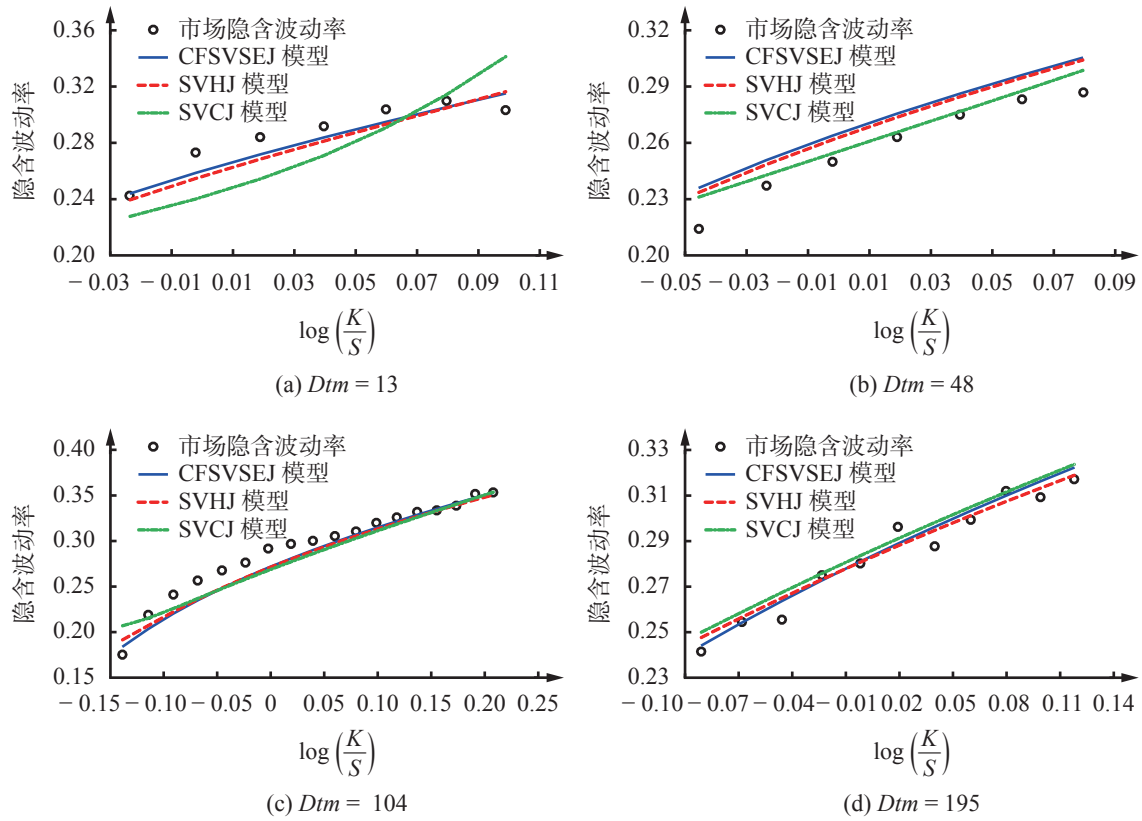 0.36
0.32
0.28
0.24
0.20
隐含波动率
市场隐含波动率
CFSVSEJ 模型
SVHJ 模型
SVCJ 模型
−0.03 −0.01 0.01 0.03 0.05 0.07 0.09 0.11
log (K/S)
(a) Dtm = 13
0.32
0.29
0.26
0.23
0.20
隐含波动率
市场隐含波动率
CFSVSEJ 模型
SVHJ 模型
SVCJ 模型
−0.05 −0.03 −0.01 0.01 0.03 0.05 0.07 0.09
log (K/S)
(b) Dtm = 48
0.40
0.35
0.30
0.25
0.20
0.15
隐含波动率
市场隐含波动率
CFSVSEJ 模型
SVHJ 模型
SVCJ 模型
−0.15 −0.10 −0.05 0 0.05 0.10 0.15 0.20 0.25
log (K/S)
(c) Dtm = 104
0.33
0.31
0.29
0.27
0.25
0.23
隐含波动率
市场隐含波动率
CFSVSEJ 模型
SVHJ 模型
SVCJ 模型
−0.10 −0.07 −0.04 −0.01 0.02 0.05 0.08 0.11 0.14
log (K/S)
(d) Dtm = 195